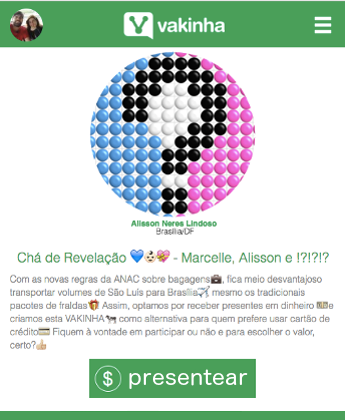 vakinha
Alisson Neres Lindoso
Brasília/DF
Chá de Revelação 💙👶💝 - Marcelle, Alisson e !?!?!?
Com as novas regras da ANAC sobre bagagens💼, fica meio desvantajoso
transportar volumes de São Luís para Brasília✈️, mesmo os tradicionais
pacotes de fraldas🎁 Assim, optamos por receber presentes em dinheiro 💵e
criamos esta VAKINHA🐄 como alternativa para quem prefere usar cartão de
crédito💳 Fiquem à vontade em participar ou não e para escolher o valor,
certo?👍🏼
$ presentear